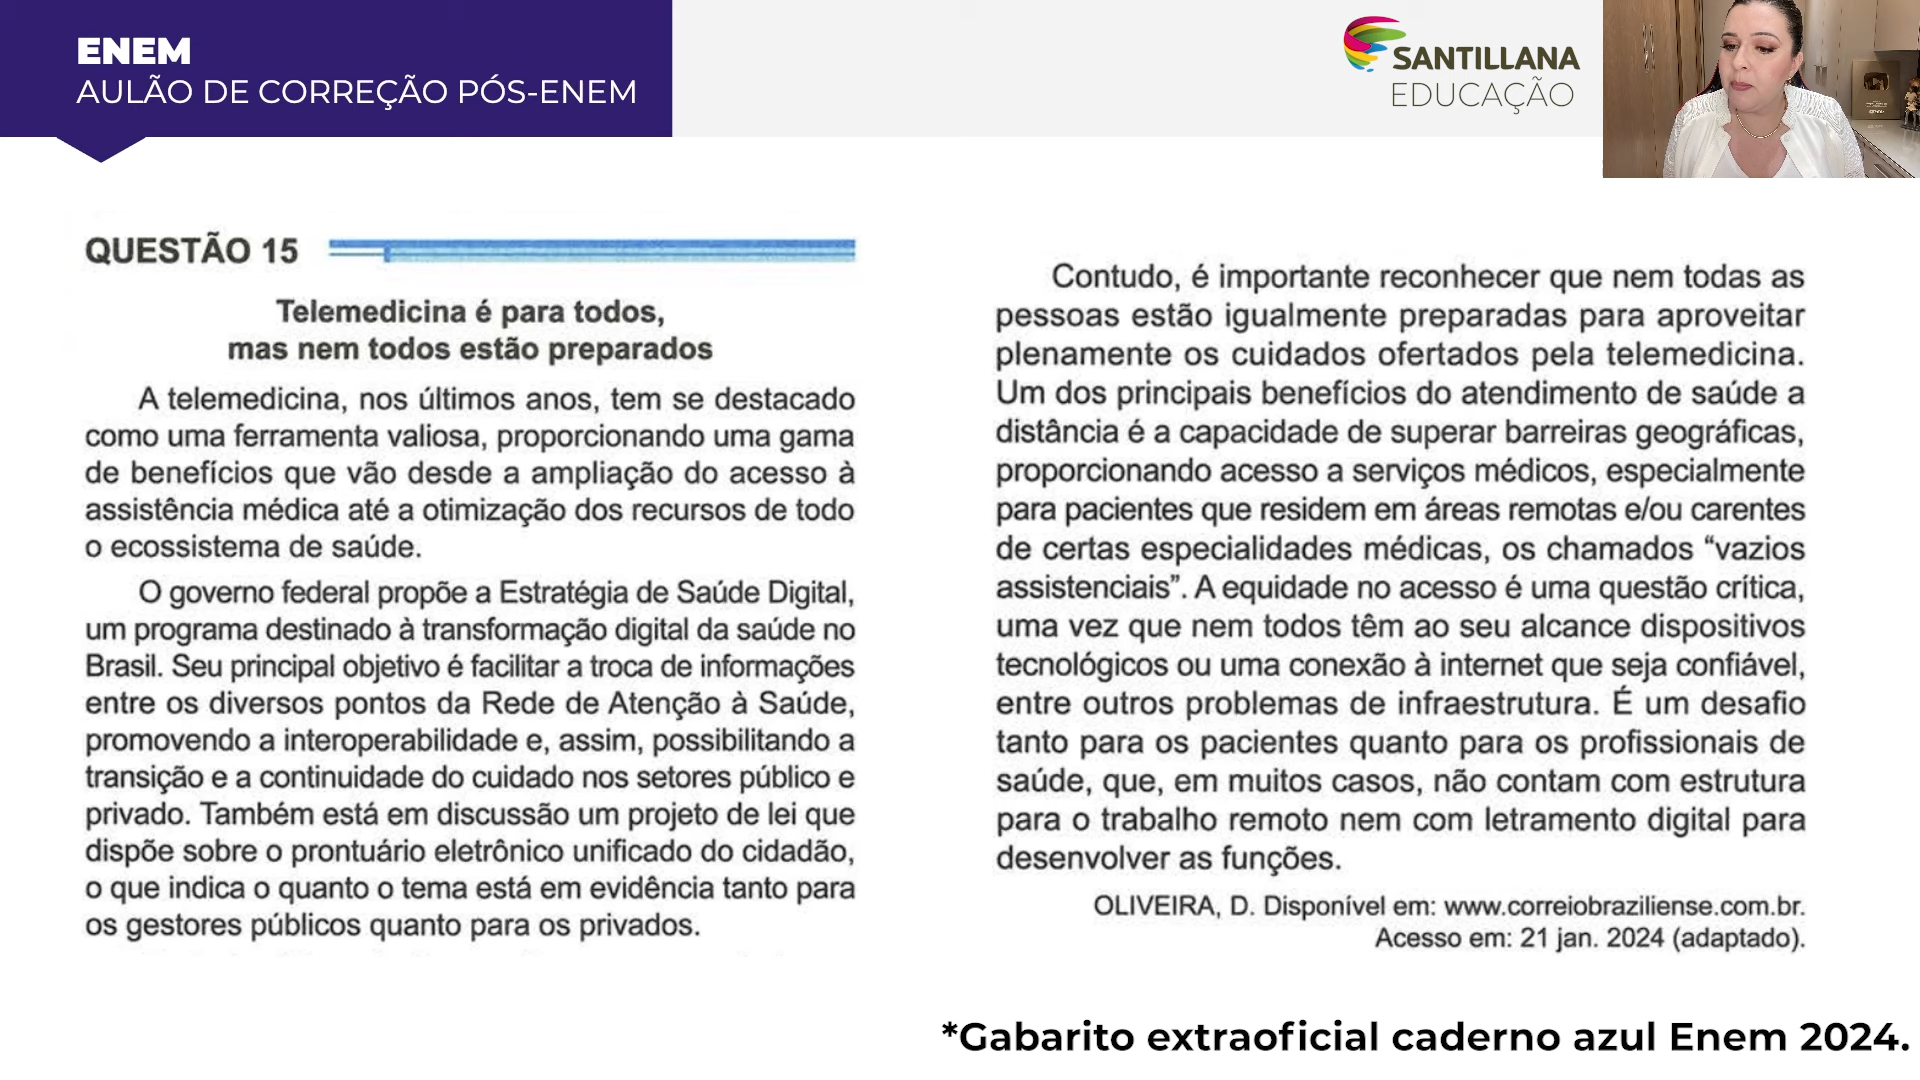 ENEM
AULÃO DE CORREÇÃO PÓS-ENEM
SANTILLANA
EDUCAÇÃO
QUESTÃO 15
Telemedicina é para todos,
mas nem todos estão preparados
A telemedicina, nos últimos anos, tem se destacado
como uma ferramenta valiosa, proporcionando uma gama
de benefícios que vão desde a ampliação do acesso à
assistência médica até a otimização dos recursos de todo
o ecossistema de saúde.
O governo federal propõe a Estratégia de Saúde Digital,
um programa destinado à transformação digital da saúde no
Brasil. Seu principal objetivo é facilitar a troca de informações
entre os diversos pontos da Rede de Atenção à Saúde,
promovendo a interoperabilidade e, assim, possibilitando a
transição e a continuidade do cuidado nos setores público e
privado. Também está em discussão um projeto de lei que
dispõe sobre o prontuário eletrônico unificado do cidadão,
o que indica o quanto o tema está em evidência tanto para
os gestores públicos quanto para os privados.
Contudo, é importante reconhecer que nem todas as
pessoas estão igualmente preparadas para aproveitar
plenamente os cuidados ofertados pela telemedicina.
Um dos principais benefícios do atendimento de saúde a
distância é a capacidade de superar barreiras geográficas,
proporcionando acesso a serviços médicos, especialmente
para pacientes que residem em áreas remotas e/ou carentes
de certas especialidades médicas, os chamados “vazios
assistenciais”. A equidade no acesso é uma questão crítica,
uma vez que nem todos têm ao seu alcance dispositivos
tecnológicos ou uma conexão à internet que seja confiável,
entre outros problemas de infraestrutura. É um desafio
tanto para os pacientes quanto para os profissionais de
saúde, que, em muitos casos, não contam com estrutura
para o trabalho remoto nem com letramento digital para
desenvolver as funções.
OLIVEIRA, D. Disponível em: www.correiobraziliense.com.br.
Acesso em: 21 jan. 2024 (adaptado).
*Gabarito extraoficial caderno azul Enem 2024.